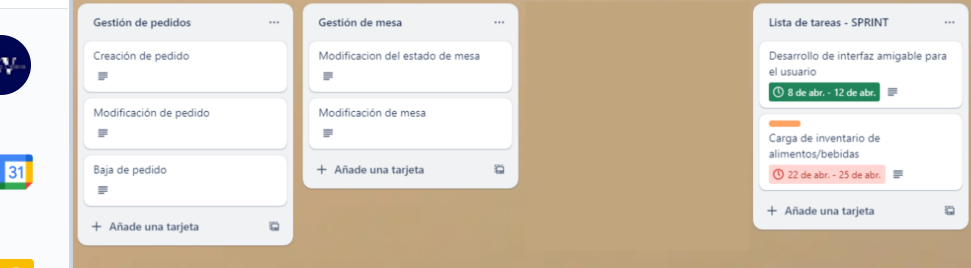 Gestión de pedidos
Creación de pedido
Modificación de pedido
Baja de pedido
+ Añade una tarjeta
Gestión de mesa
Modificacion del estado de mesa
Modificación de mesa
+ Añade una tarjeta
Lista de tareas - SPRINT
Desarrollo de interfaz amigable para
el usuario
8 de abr. - 12 de abr.
Carga de inventario de
alimentos/bebidas
22 de abr. - 25 de abr.
+ Añade una tarjeta
31